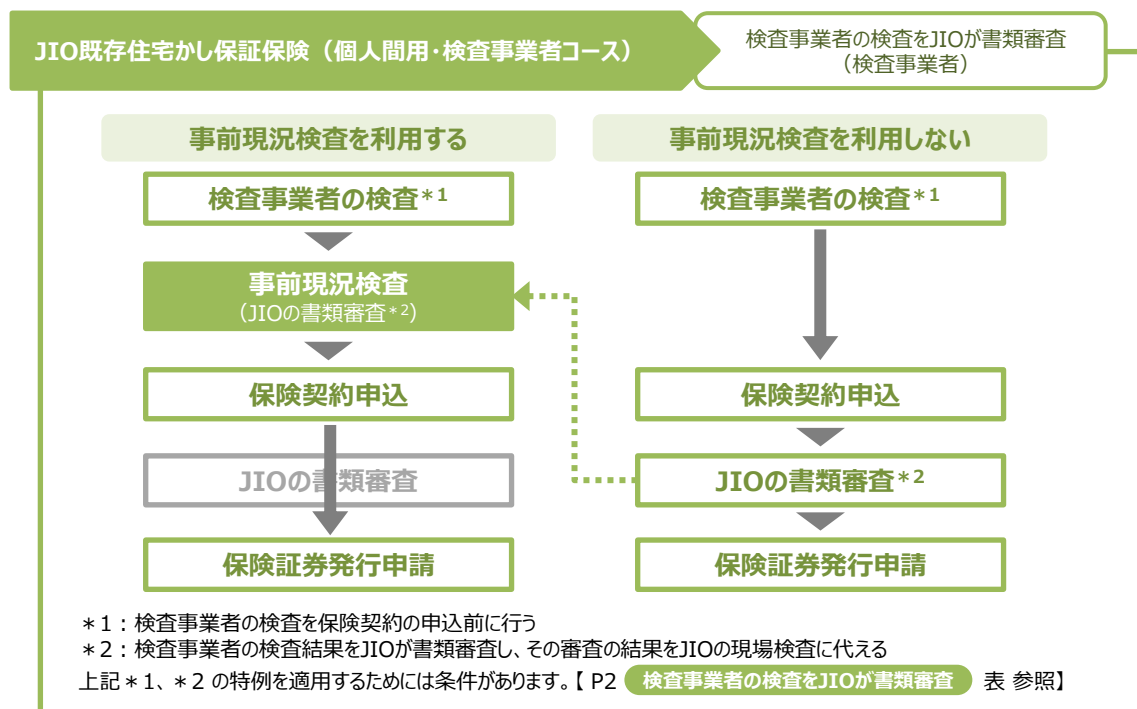 JIO既存住宅かし保証保険（個人間用・検査事業者コース）
検査事業者の検査をJIOが書類審査
（検査事業者）
事前現況検査を利用する
検査事業者の検査*1
事前現況検査
（JIOの書類審査*2）
保険契約申込
JIOの書類審査
保険証券発行申請
事前現況検査を利用しない
検査事業者の検査*1
保険契約申込
JIOの書類審査*2
保険証券発行申請
＊1：検査事業者の検査を保険契約の申込前に行う
＊2：検査事業者の検査結果をJIOが書類審査し、その審査の結果をJIOの現場検査に代える
上記＊1、＊2 の特例を適用するためには条件があります。【 P2 検査事業者の検査をJIOが書類審査 表 参照】